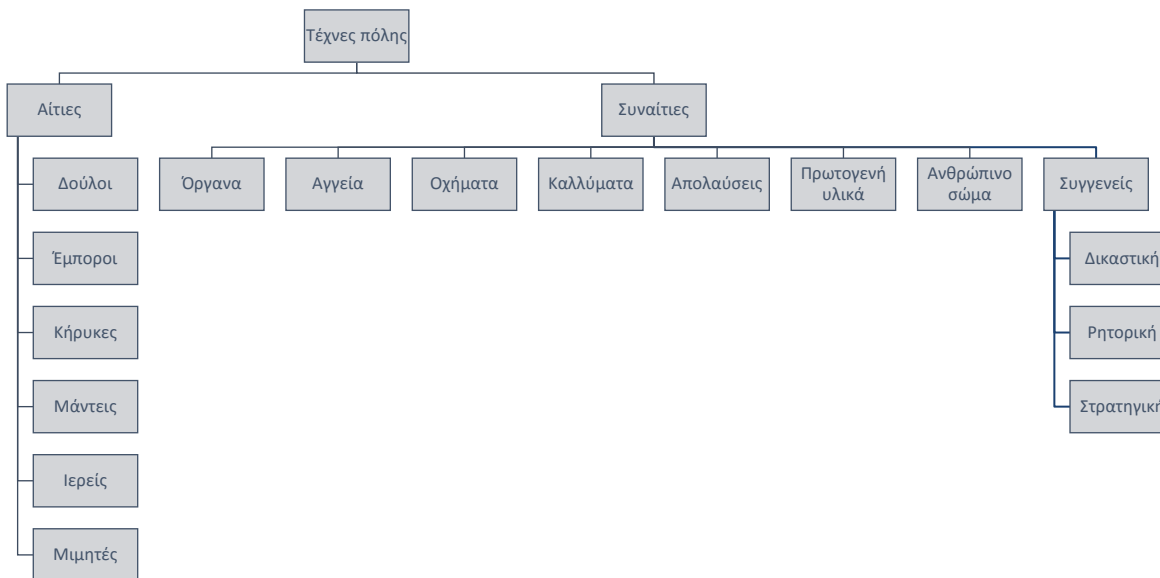 Τέχνες πόλης
Αίτιες
Συναίτιες
Δούλοι
Όργανα
Αγγεία
Οχήματα
Καλλύματα
Απολαύσεις
Πρωτογενή
υλικά
Ανθρώπινο
σώμα
Συγγενείς
Έμποροι
Δικαστική
Κήρυκες
Ρητορική
Μάντεις
Στρατηγική
Ιερείς
Μιμητές